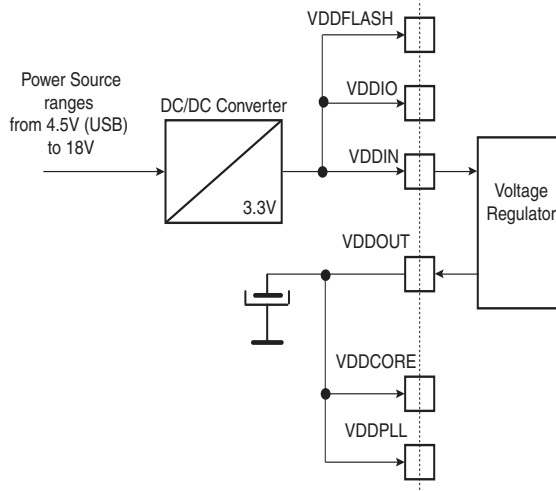 VDDFLASH
Power Source
ranges
from 4.5V (USB)
to 18V
DC/DC Converter
VDDIO
VDDIN
3.3V
Voltage
Regulator
VDDOUT
VDDCORE
VDDPLL